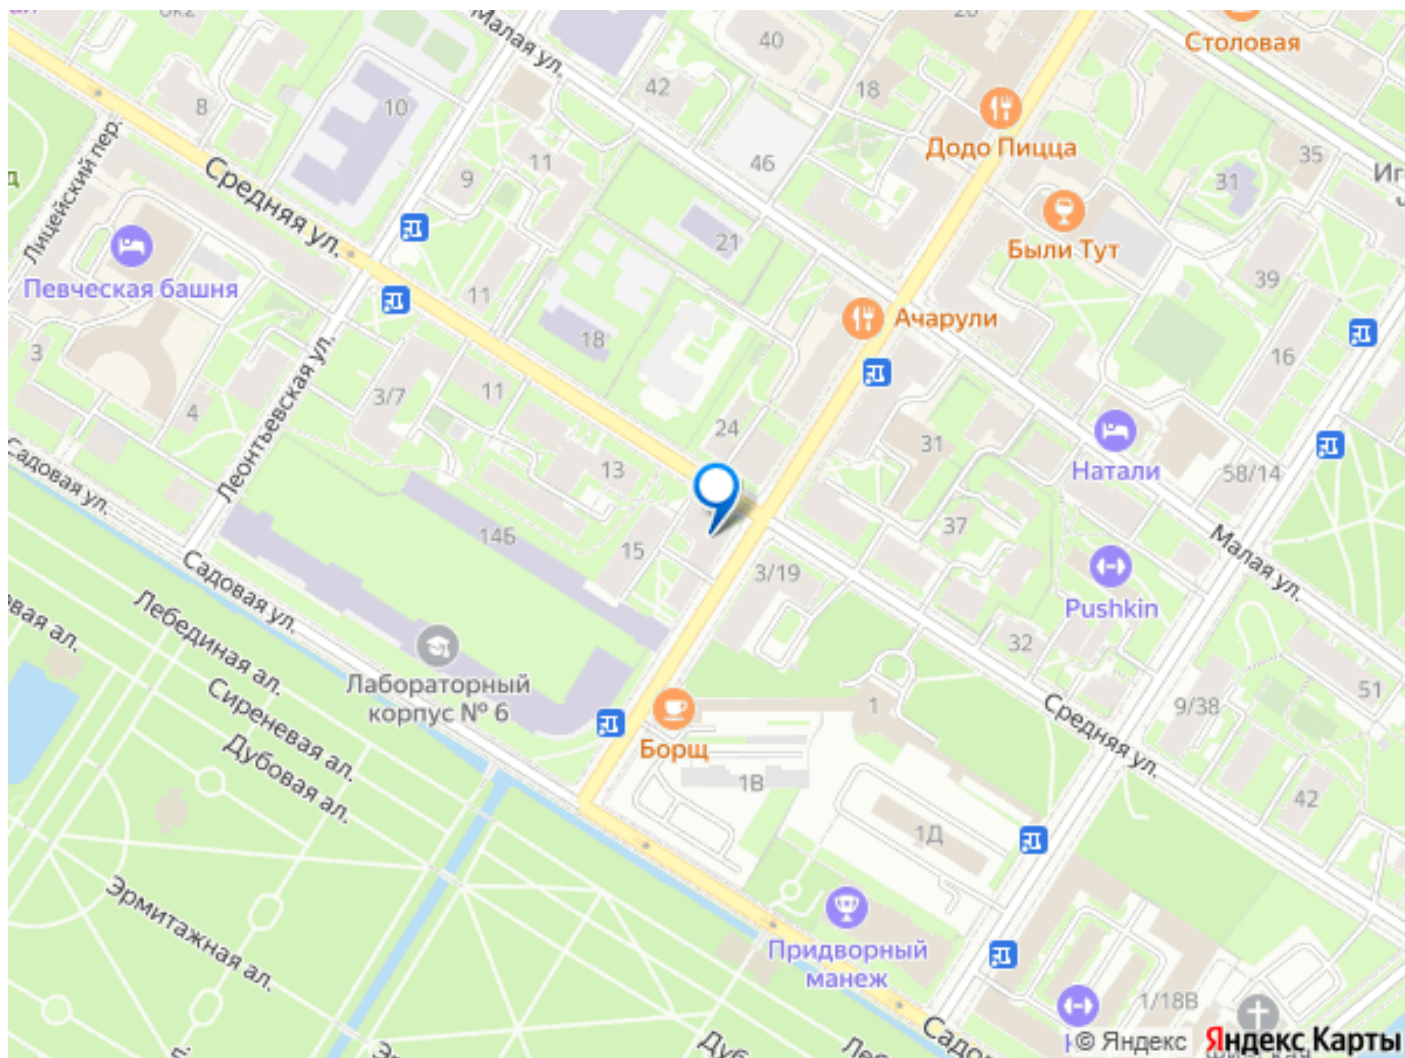 6к2
Малая ул.
40
20
Столовая
42
18
8
10
Додо Пицца
Лицейский пер.
Средняя ул.
11
46
35
9
31
21
Были Тут
Певческая башня
39
11
Ачарули
18
16
3
Леонтьевская ул.
3/7
11
4
24
31
Натали
58/14
Садовая ул.
13
37
Малая ул.
14Б
15
3/19
Pushkin
Садовая ул.
Лебединая ал.
32
Лабораторный
корпус № 6
51
Сиреневая ал.
1
9/38
Средняя ул.
Дубовая ал.
Борщ
1В
42
1Д
Эрмитажная ал.
Придворный
манеж
1/18В
© Яндекс
Яндекс Карты